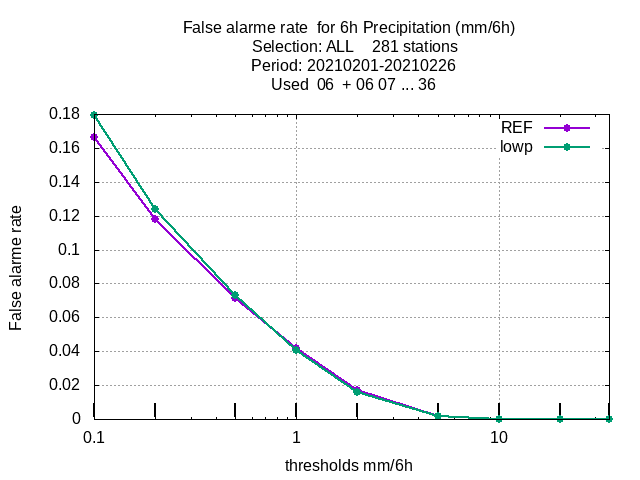 False alarme rate  for 6h Precipitation (mm/6h)
Selection: ALL    281 stations
Period: 20210201-20210226
Used  06  + 06 07 ... 36
REF
lowp
False alarme rate
0.18
0.16
0.14
0.12
0.1
0.08
0.06
0.04
0.02
0
0.1
1
10
thresholds mm/6h